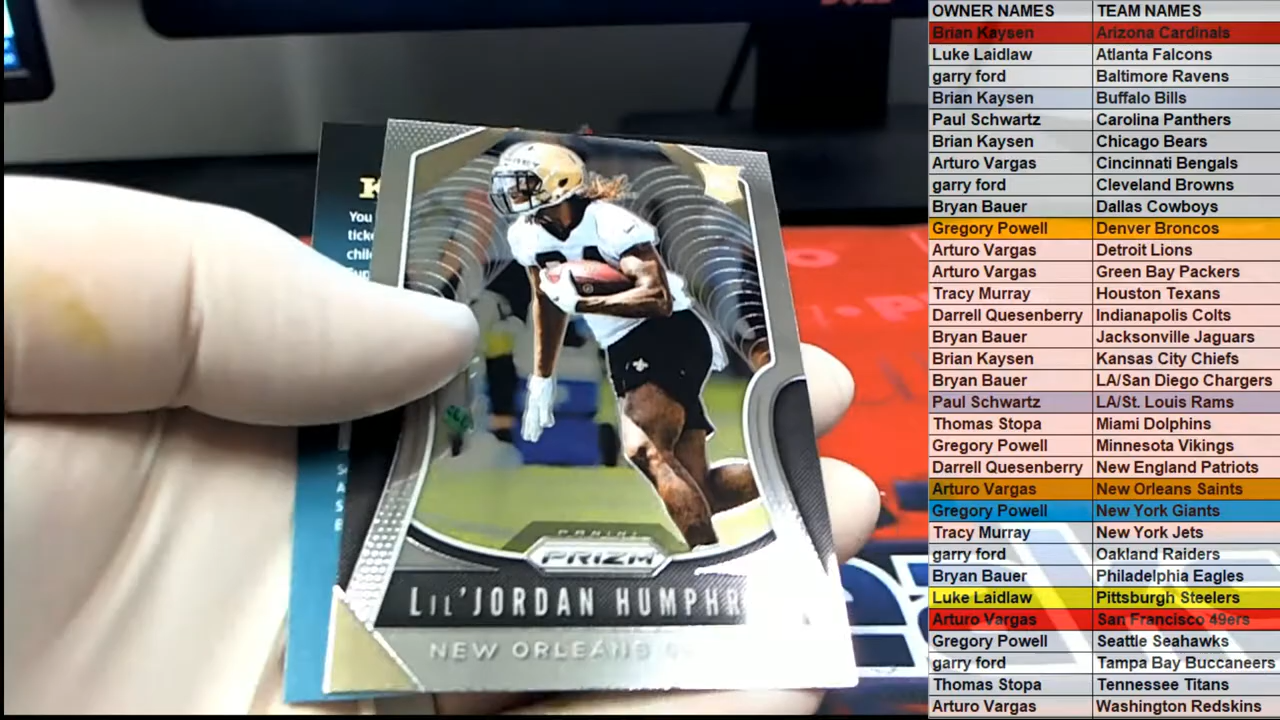 K
You
ticke
chil
Sup
S A S E
PANINI
PRIZM
LIL'JORDAN HUMPHR
NEW ORLEANS
OWNER NAMES TEAM NAMES
Brian Kaysen Arizona Cardinals
Luke Laidlaw Atlanta Falcons
garry ford Baltimore Ravens
Brian Kaysen Buffalo Bills
Paul Schwartz Carolina Panthers
Brian Kaysen Chicago Bears
Arturo Vargas Cincinnati Bengals
garry ford Cleveland Browns
Bryan Bauer Dallas Cowboys
Gregory Powell Denver Broncos
Arturo Vargas Detroit Lions
Arturo Vargas Green Bay Packers
Tracy Murray Houston Texans
Darrell Quesenberry Indianapolis Colts
Bryan Bauer Jacksonville Jaguars
Brian Kaysen Kansas City Chiefs
Bryan Bauer LA/San Diego Chargers
Paul Schwartz LA/St. Louis Rams
Thomas Stopa Miami Dolphins
Gregory Powell Minnesota Vikings
Darrell Quesenberry New England Patriots
Arturo Vargas New Orleans Saints
Gregory Powell New York Giants
Tracy Murray New York Jets
garry ford Oakland Raiders
Bryan Bauer Philadelphia Eagles
Luke Laidlaw Pittsburgh Steelers
Arturo Vargas San Francisco 49ers
Gregory Powell Seattle Seahawks
garry ford Tampa Bay Buccaneers
Thomas Stopa Tennessee Titans
Arturo Vargas Washington Redskins